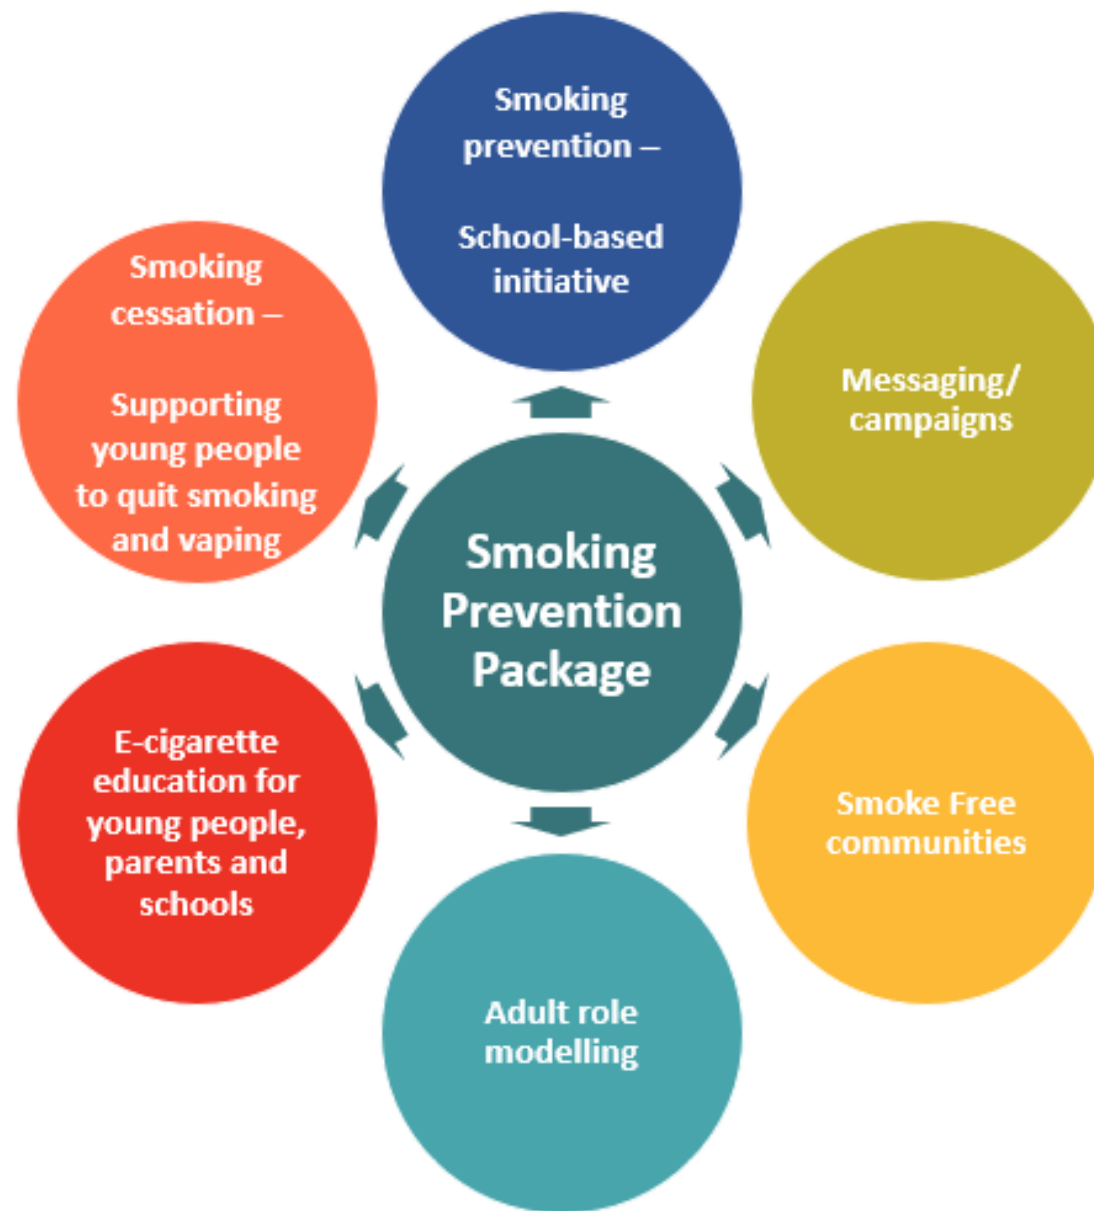 Smoking
prevention –
School-based
initiative
Messaging/
campaigns
Smoke Free
communities
Adult role
modelling
E-cigarette
education for
young people,
parents and
schools
Smoking
cessation –
Supporting
young people
to quit smoking
and vaping
Smoking
Prevention
Package